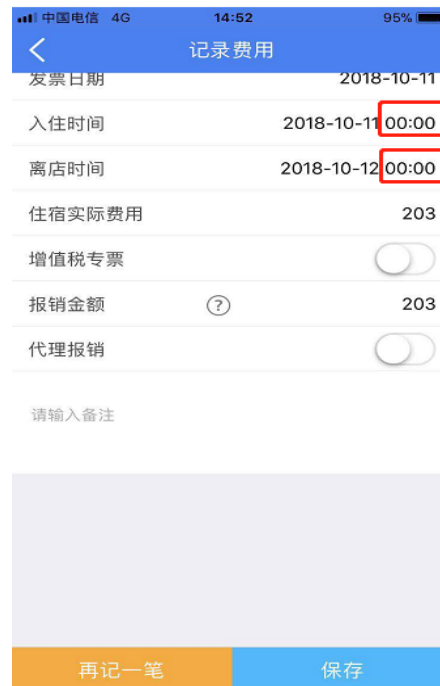 中国电信 4G 14:52 95%
记录费用
发票日期 2018-10-11
入住时间 2018-10-11 00:00
离店时间 2018-10-12 00:00
住宿实际费用 203
增值税专票
报销金额 ? 203
代理报销
请输入备注
再记一笔 保存